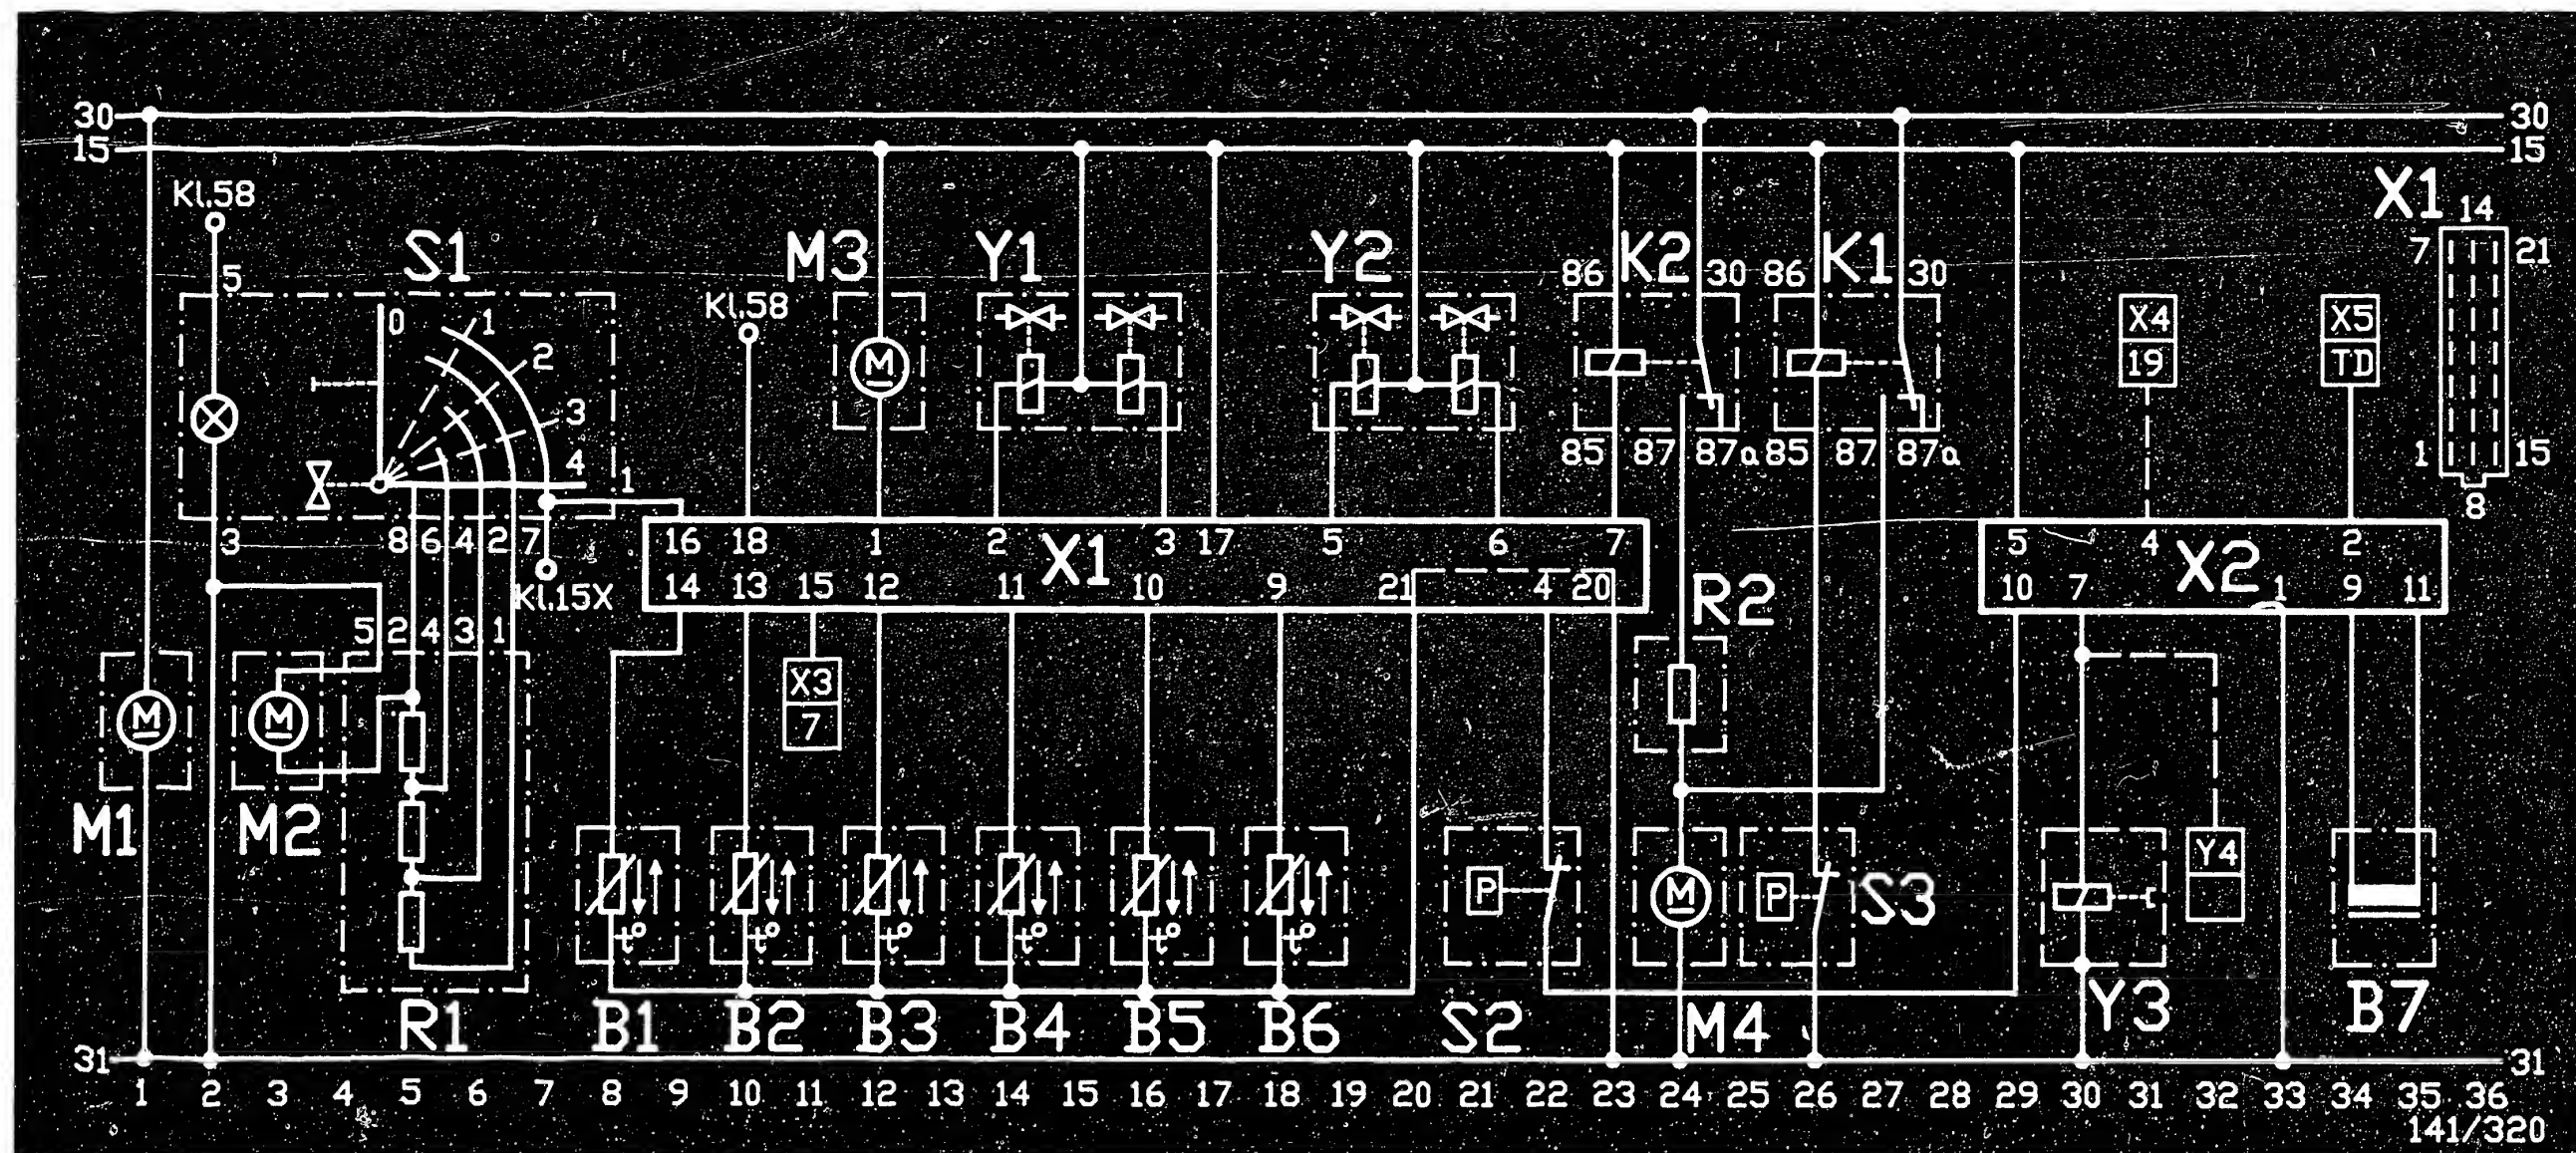 30 30
15 15
Kl.58 X1 14
S1 M3 Y1 Y2 K2 K1 7 21
5 86 30 86 30
0 1 Kl.58 X4 X5
2 M 19 TD
3
4 1 85 87 87a 85 87 87a 1 15
8
3 8 6 4 2 7 16 18 1 2 3 17 5 6 7 5 4 2
X1 X2
Kl.15X 14 13 15 12 11 10 9 21 4 20 R2 10 7 1 9 11
5 2 4 3 1
X3
M M 7
M1 M2
Y4
P M P S3
t° t° t° t° t° t°
R1 B1 B2 B3 B4 B5 B6 S2 M4 Y3 B7
31 31
1 2 3 4 5 6 7 8 9 10 11 12 13 14 15 16 17 18 19 20 21 22 23 24 25 26 27 28 29 30 31 32 33 34 35 36
141/320